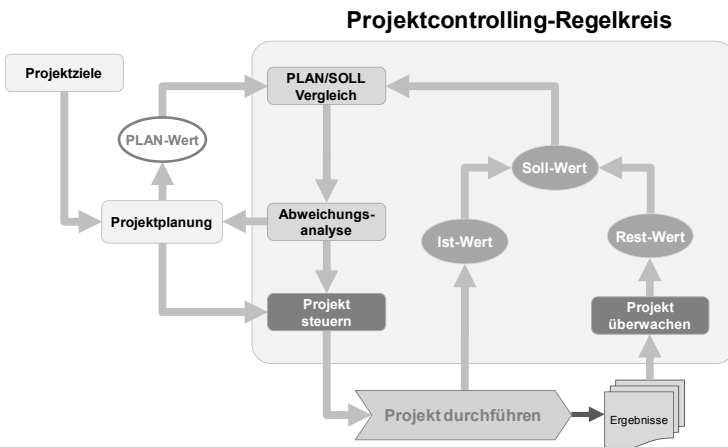 Projektcontrolling-Regelkreis
Projektziele
PLAN/SOLL
Vergleich
PLAN-Wert
Soll-Wert
Projektplanung
Abweichungs-
analyse
Ist-Wert
Rest-Wert
Projekt
steuern
Projekt
überwachen
Projekt durchführen
Ergebnisse